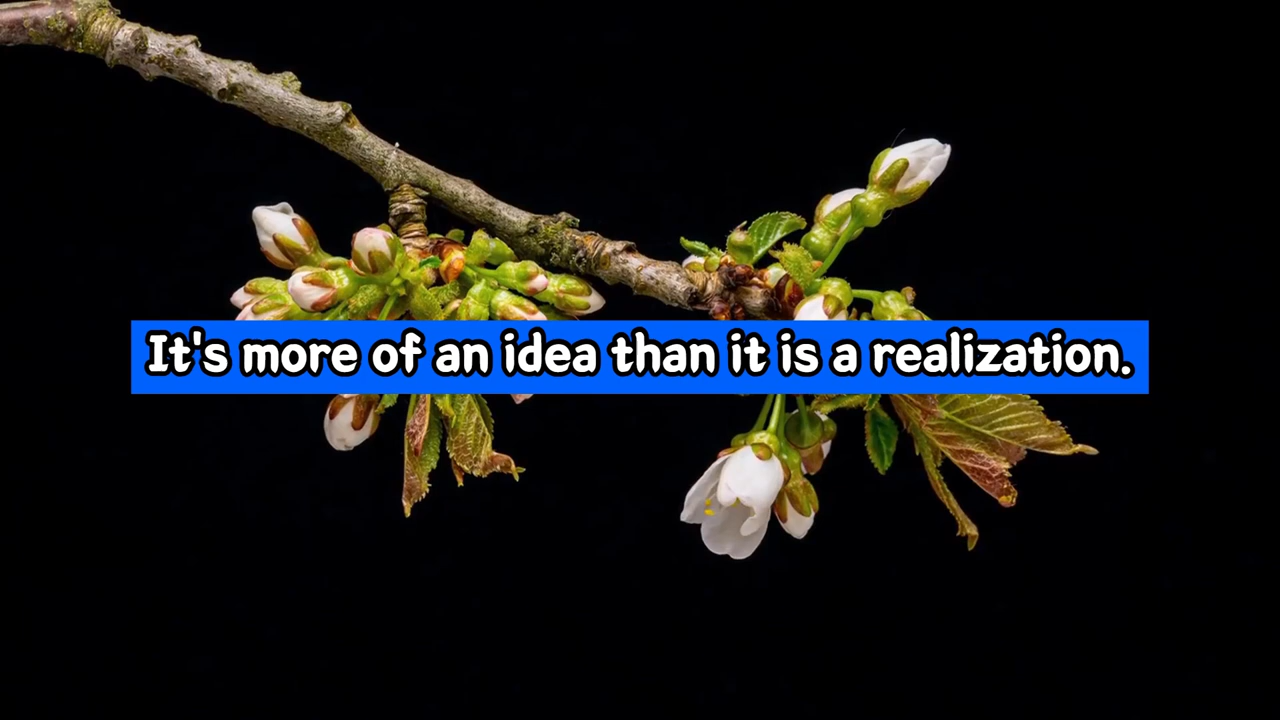 It's more of an idea than it is a realization.